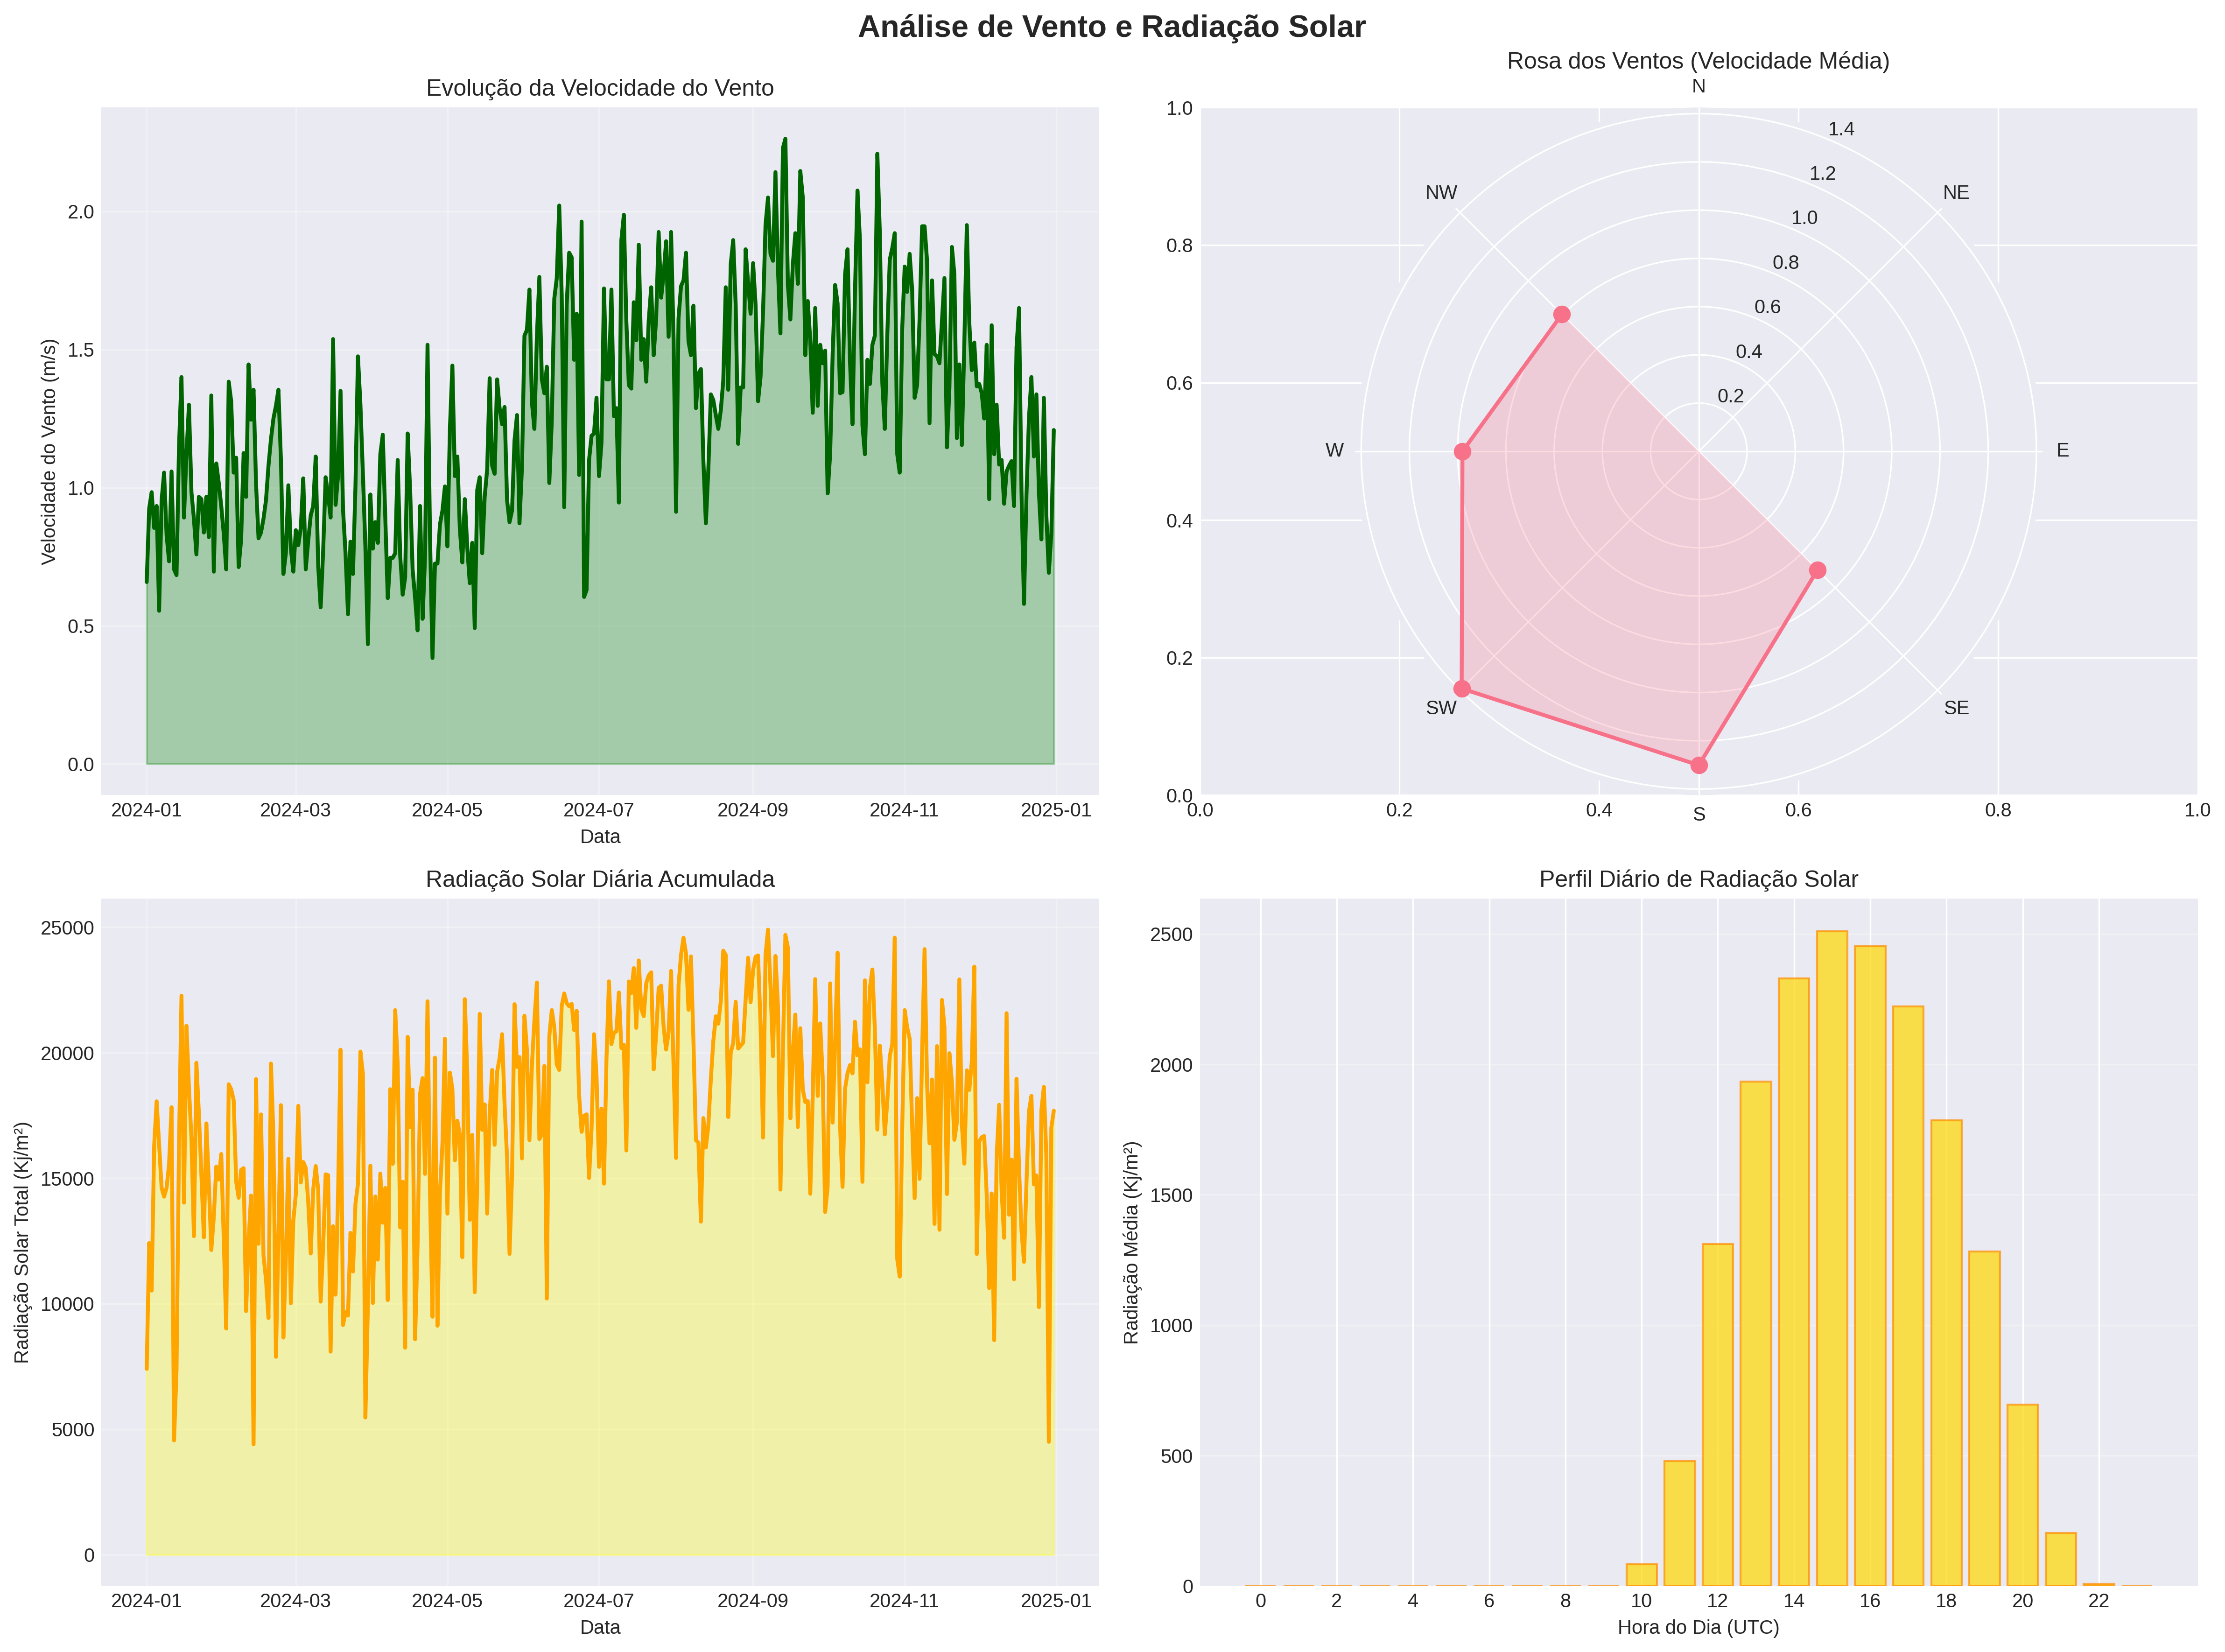 Análise de Vento e Radiação Solar
Evolução da Velocidade do Vento
Velocidade do Vento (m/s)
2.0
1.5
1.0
0.5
0.0
2024-01 2024-03 2024-05 2024-07 2024-09 2024-11 2025-01
Data
Rosa dos Ventos (Velocidade Média)
N
NE
E
SE
S
SW
W
NW
1.4
1.2
1.0
0.8
0.6
0.4
0.2
1.0
0.8
0.6
0.4
0.2
0.0
0.0 0.2 0.4 0.6 0.8 1.0
Radiação Solar Diária Acumulada
Radiação Solar Total (Kj/m²)
25000
20000
15000
10000
5000
0
2024-01 2024-03 2024-05 2024-07 2024-09 2024-11 2025-01
Data
Perfil Diário de Radiação Solar
Radiação Média (Kj/m²)
2500
2000
1500
1000
500
0
0 2 4 6 8 10 12 14 16 18 20 22
Hora do Dia (UTC)